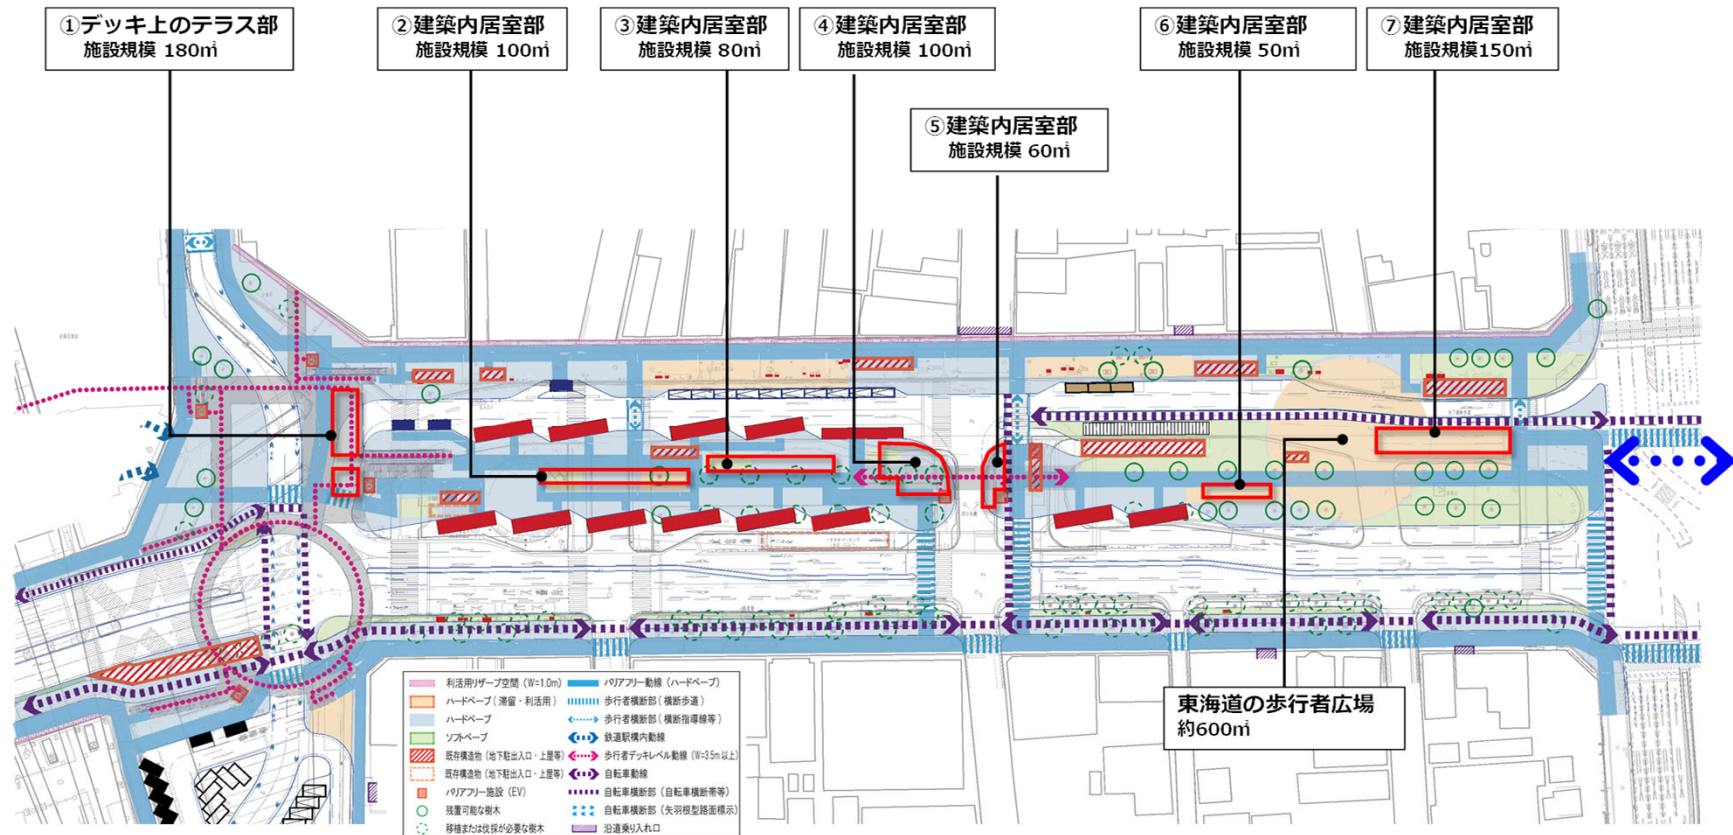 ①デッキ上のテラス部
施設規模 180㎡
②建築内居室部
施設規模 100㎡
③建築内居室部
施設規模 80㎡
④建築内居室部
施設規模 100㎡
⑤建築内居室部
施設規模 60㎡
⑥建築内居室部
施設規模 50㎡
⑦建築内居室部
施設規模150㎡
東海道の歩行者広場
約600㎡
利活用リザーブ空間（W=1.0m）
ハードペーブ（滞留・利活用）
ハードペーブ
ソフトペーブ
既存構造物（地下駐出入口・上屋等）
既存構造物（地下駐出入口・上屋等）
バリアフリー施設（EV）
残置可能な樹木
移植または伐採が必要な樹木
バリアフリー動線（ハードペーブ）
歩行者横断部（横断歩道）
歩行者横断部（横断指導線等）
鉄道駅構内動線
歩行者デッキレベル動線（W=3.5m以上）
自転車動線
自転車横断部（自転車横断帯等）
自転車横断部（矢羽根型路面標示）
沿道乗り入れ口